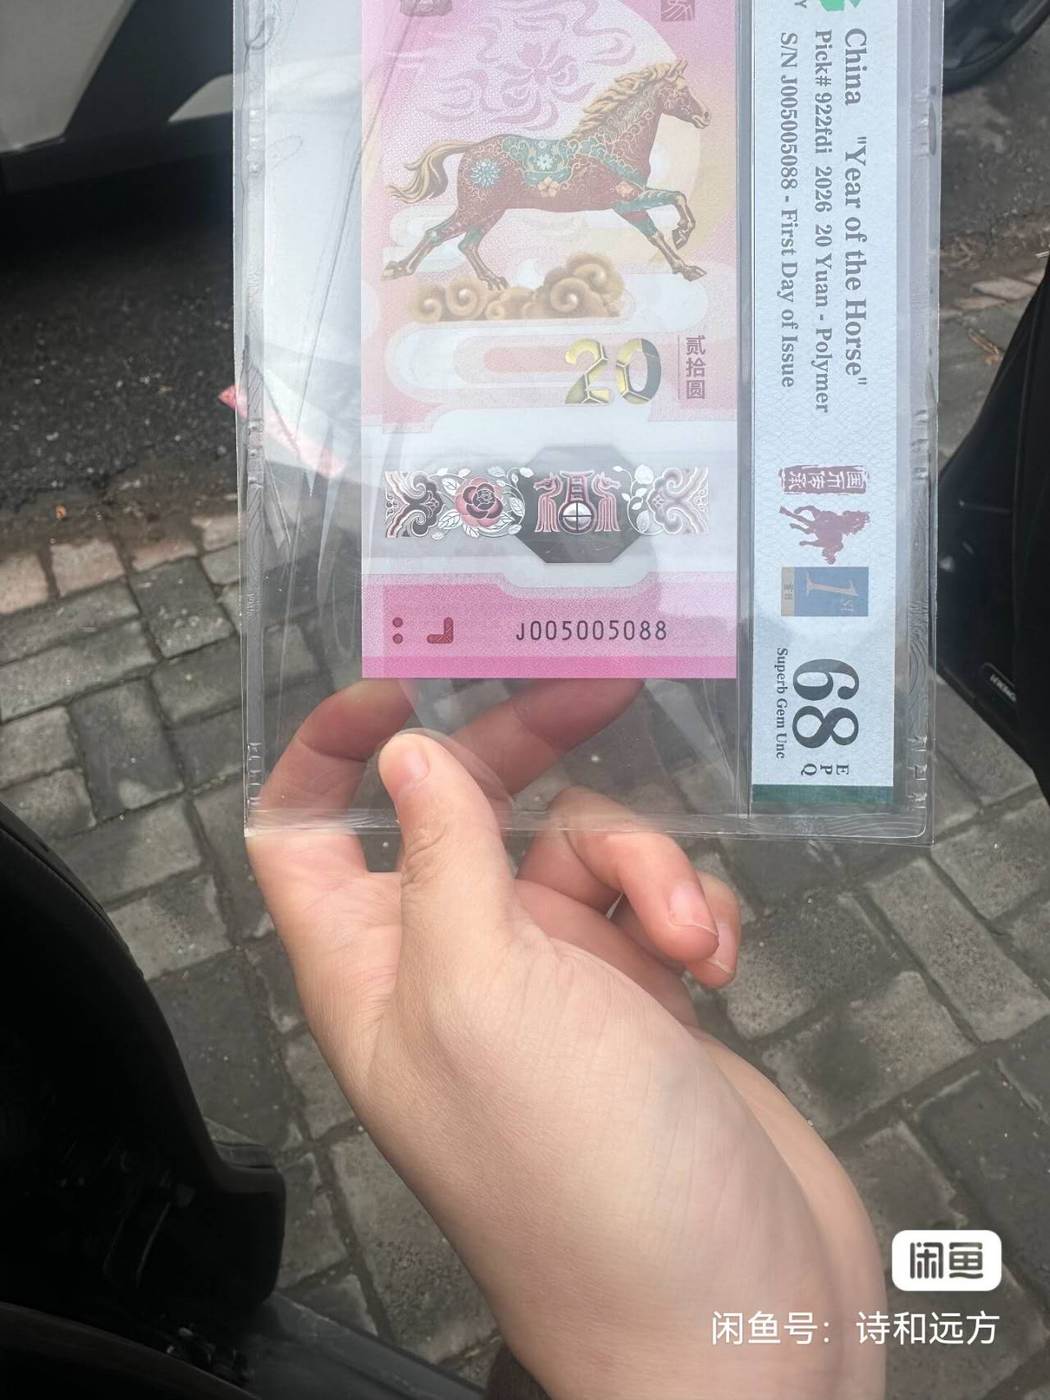 China "Year of the Horse"
Pick# 922fdi 2026 20 Yuan - Polymer
S/N J005005088 - First Day of Issue
1ST
68
E
P
Q
Superb Gem Unc
20
贰拾圆
J005005088
闲鱼
闲鱼号：诗和远方